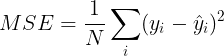 $MSE = \frac{1}{N} \sum_{i} (y_i - \hat{y}_i)^2$